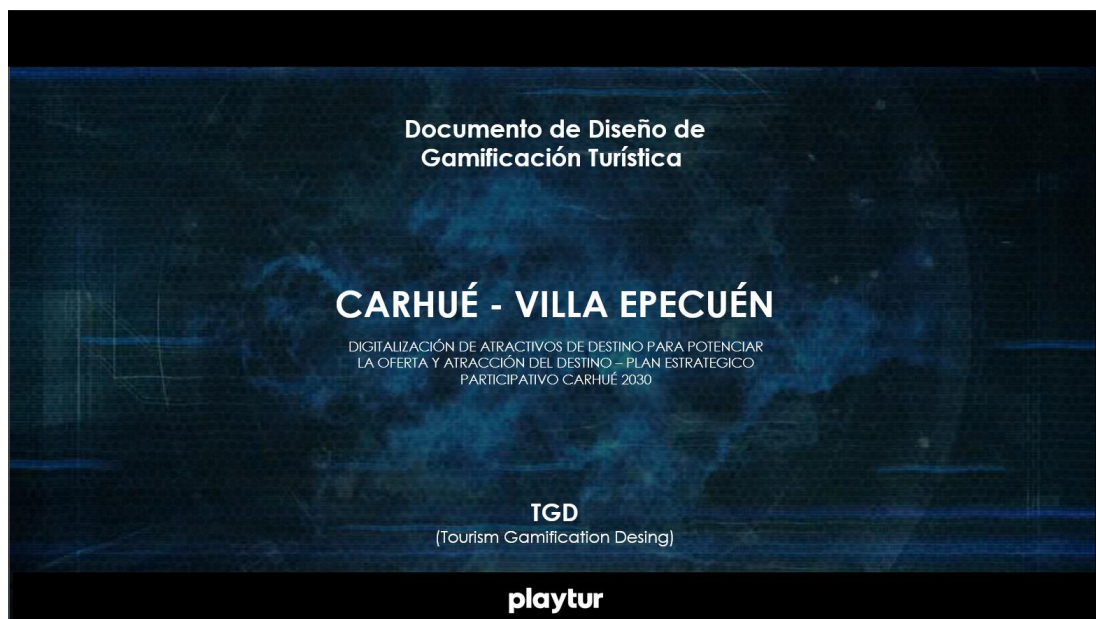 Documento de Diseño de
Gamificación Turística
CARHUÉ - VILLA EPECUÉN
DIGITALIZACIÓN DE ATRACTIVOS DE DESTINO PARA POTENCIAR
LA OFERTA Y ATRACCIÓN DEL DESTINO – PLAN ESTRATEGICO
PARTICIPATIVO CARHUÉ 2030
TGD
(Tourism Gamification Desing)
playtur